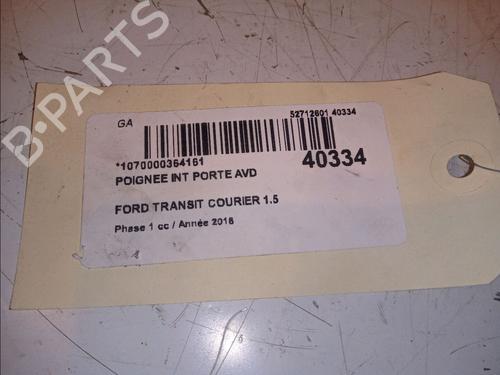 B-PARTS
GA
52712601 40334
*1070000364161
40334
POIGNEE INT PORTE AVD
FORD TRANSIT COURIER 1.5
Phase 1 cc / Année 2016